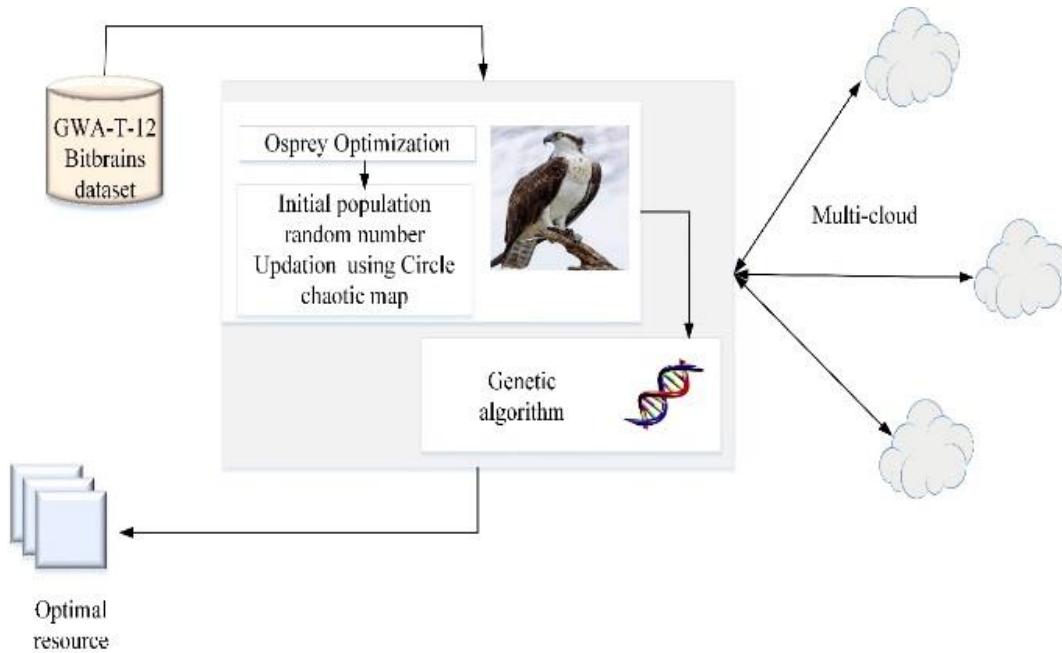 GWA-T-12
Bitbrains
dataset
Osprey Optimization
Initial population
random number
Updation using Circle
chaotic map
Multi-cloud
Genetic
algorithm
Optimal
resource